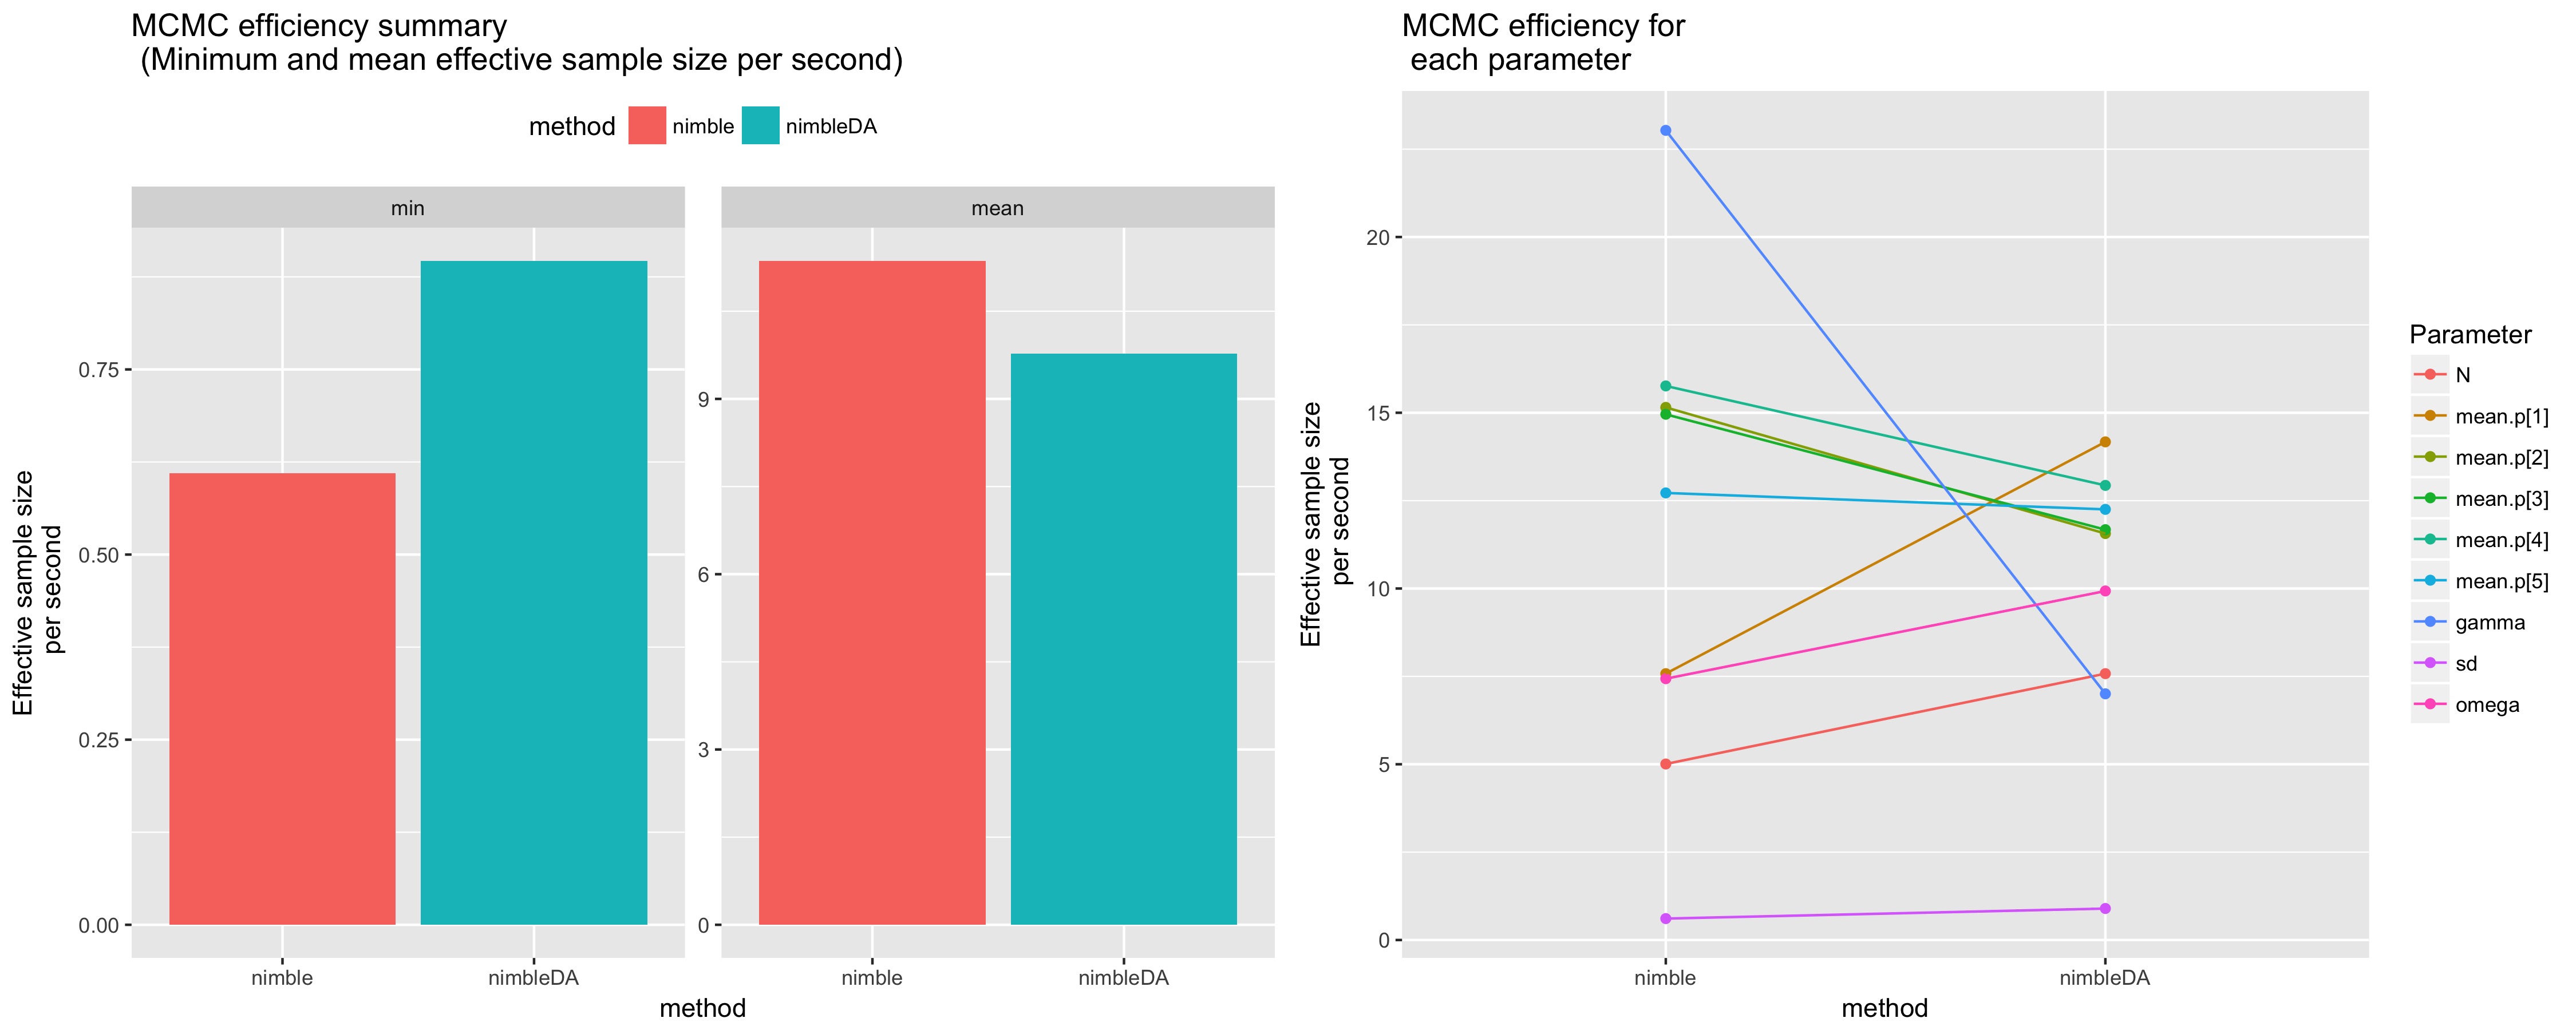 MCMC efficiency summary
(Minimum and mean effective sample size per second)
method nimble nimbleDA
min mean
Effective sample size
per second
0.75
0.50
0.25
0.00
9
6
3
0
nimble nimbleDA nimble nimbleDA
method
MCMC efficiency for
each parameter
Effective sample size
per second
20
15
10
5
0
nimble nimbleDA
method
Parameter
N
mean.p[1]
mean.p[2]
mean.p[3]
mean.p[4]
mean.p[5]
gamma
sd
omega